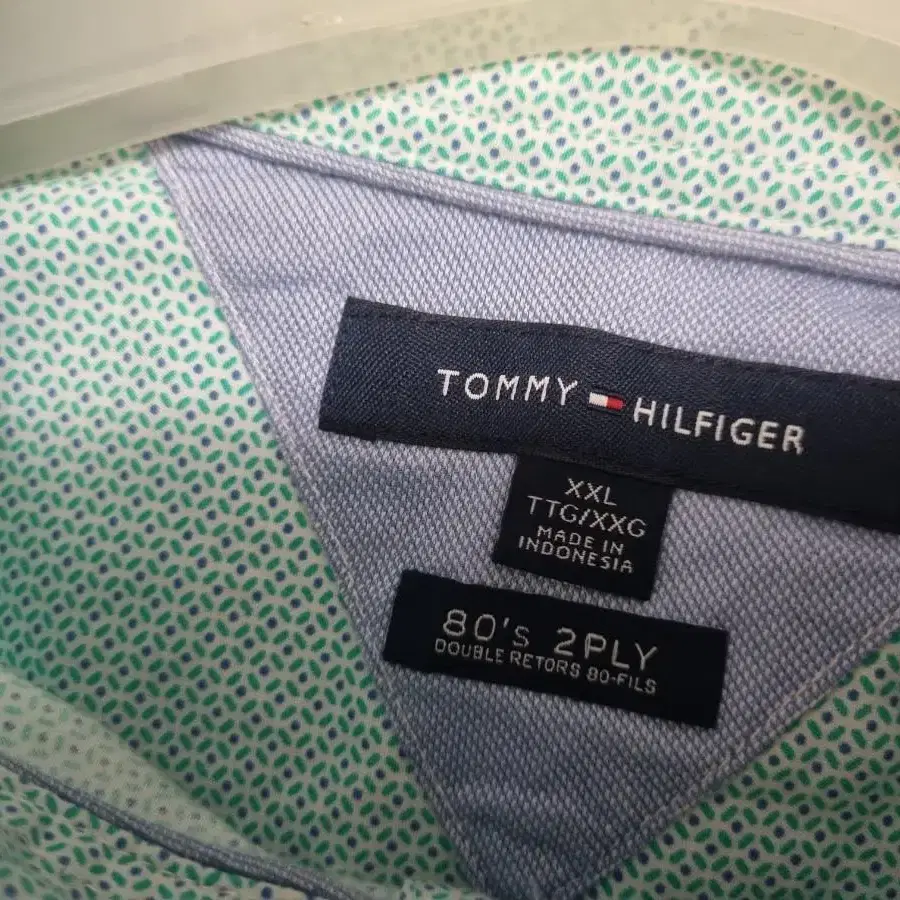 TOMMY HILFIGER
XXL
TTG/XXG
MADE IN
INDONESIA
80's 2PLY
DOUBLE RETORS 80-FILS